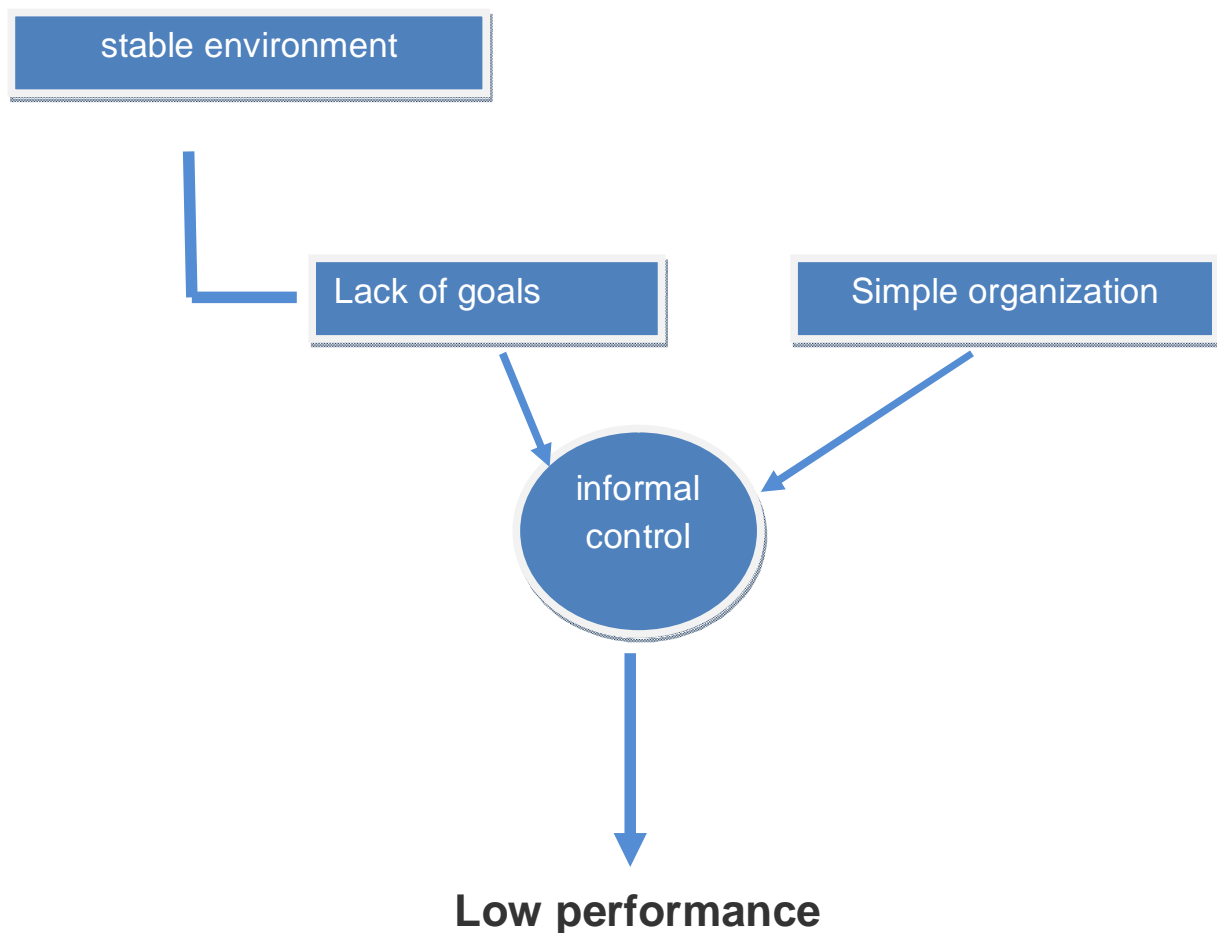 stable environment
Lack of goals
Simple organization
informal
control
Low performance